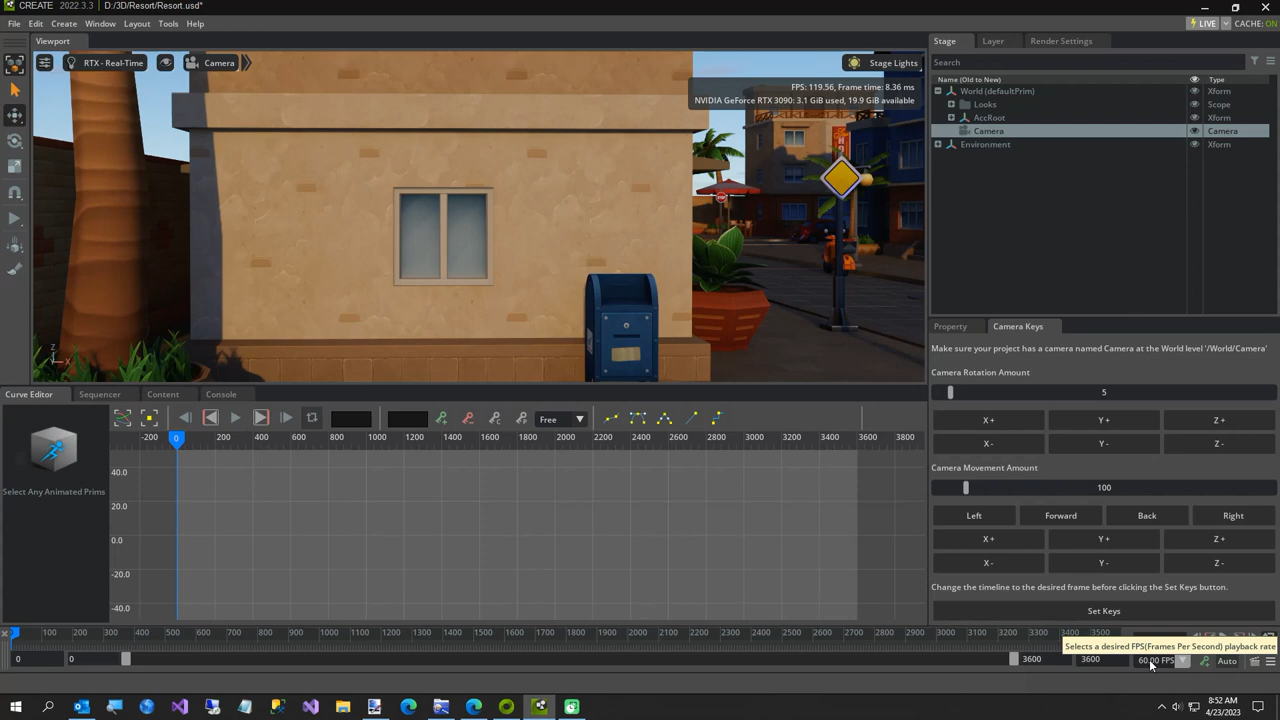 CREATE 2022.3.3 D:/3D/Resort/Resort.usd*
File Edit Create Window Layout Tools Help
LIVE CACHE: ON
Viewport
RTX - Real-Time Camera Stage Lights
FPS: 119.56, Frame time: 8.36 ms
NVIDIA GeForce RTX 3090: 3.1 GiB used, 19.9 GiB available
STOP
Stage Layer Render Settings
Search
Name (Old to New) Type
World (defaultPrim) Xform
Looks Scope
AccRoot Xform
Camera Camera
Environment Xform
Z
X
Property Camera Keys
Make sure your project has a camera named Camera at the World level '/World/Camera'
Camera Rotation Amount
5
X + Y + Z +
X - Y - Z -
Camera Movement Amount
100
Left Forward Back Right
X + Y + Z +
X - Y - Z -
Change the timeline to the desired frame before clicking the Set Keys button.
Set Keys
Curve Editor Sequencer Content Console
Free
-200 0 200 400 600 800 1000 1200 1400 1600 1800 2000 2200 2400 2600 2800 3000 3200 3400 3600 3800
Select Any Animated Prims
40.0
20.0
0.0
-20.0
-40.0
100 200 300 400 500 600 700 800 900 1000 1100 1200 1300 1400 1500 1600 1700 1800 1900 2000 2100 2200 2300 2400 2500 2600 2700 2800 2900 3000 3100 3200 3300 3400 3500
Selects a desired FPS(Frames Per Second) playback rate
0 0 3600 3600 60.00 FPS Auto
8:52 AM
4/23/2023